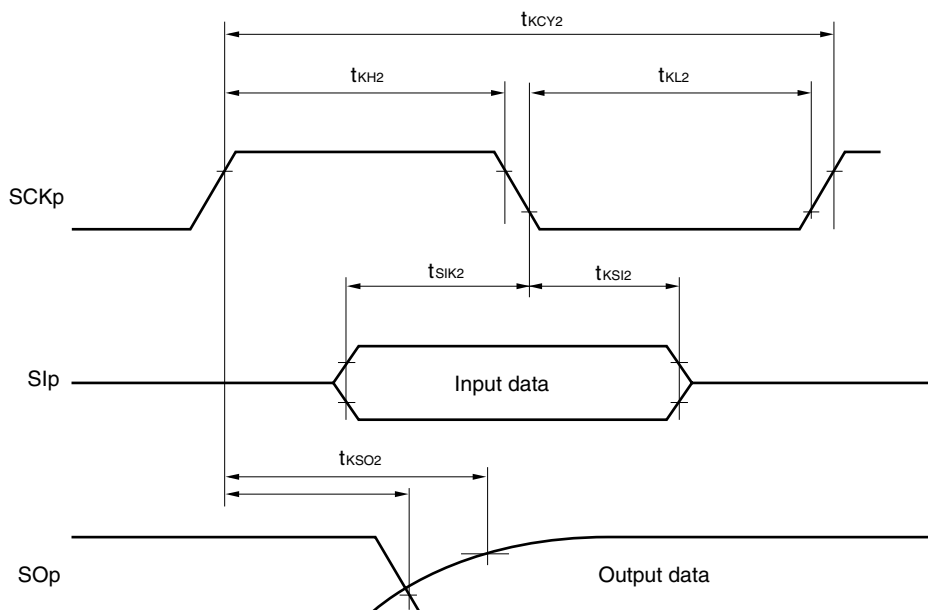 tKCY2
tKH2
tKL2
SCKp
tSIK2
tKSI2
SIp
Input data
tKSO2
SOp
Output data